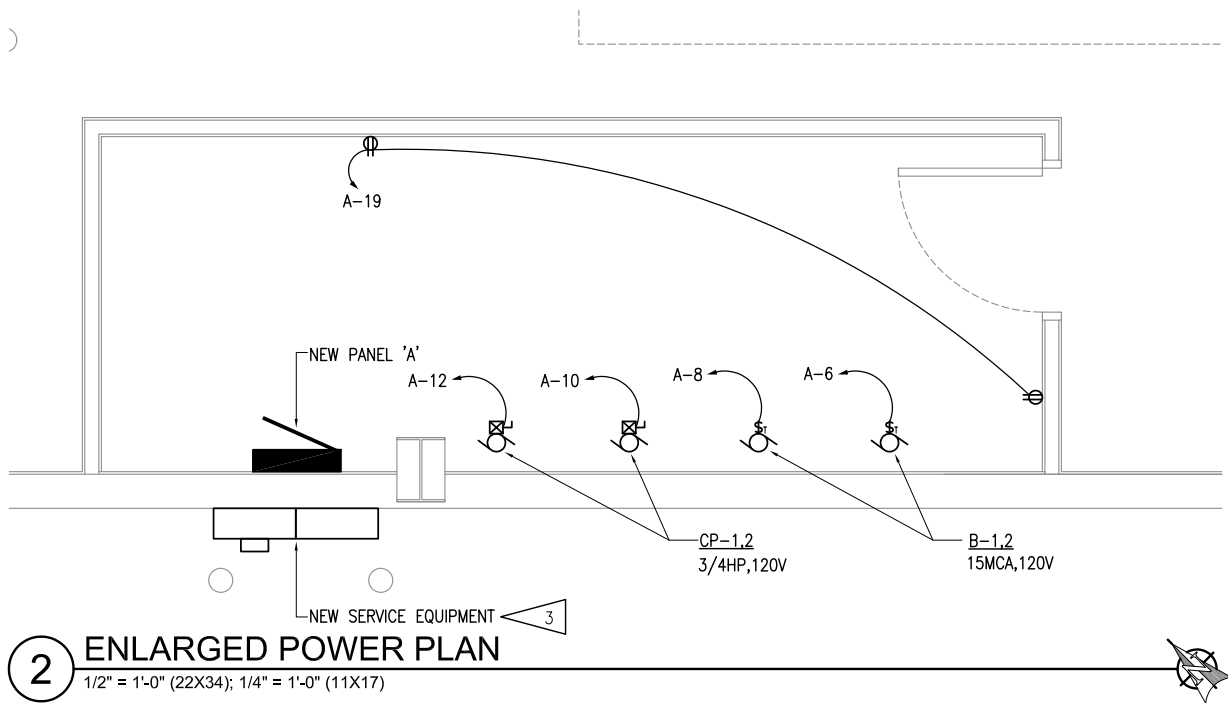 A-19
NEW PANEL 'A'
A-12
A-10
A-8
A-6
$T
$T
CP-1,2
3/4HP,120V
B-1,2
15MCA,120V
NEW SERVICE EQUIPMENT
3
2
ENLARGED POWER PLAN
1/2" = 1'-0" (22X34); 1/4" = 1'-0" (11X17)
N